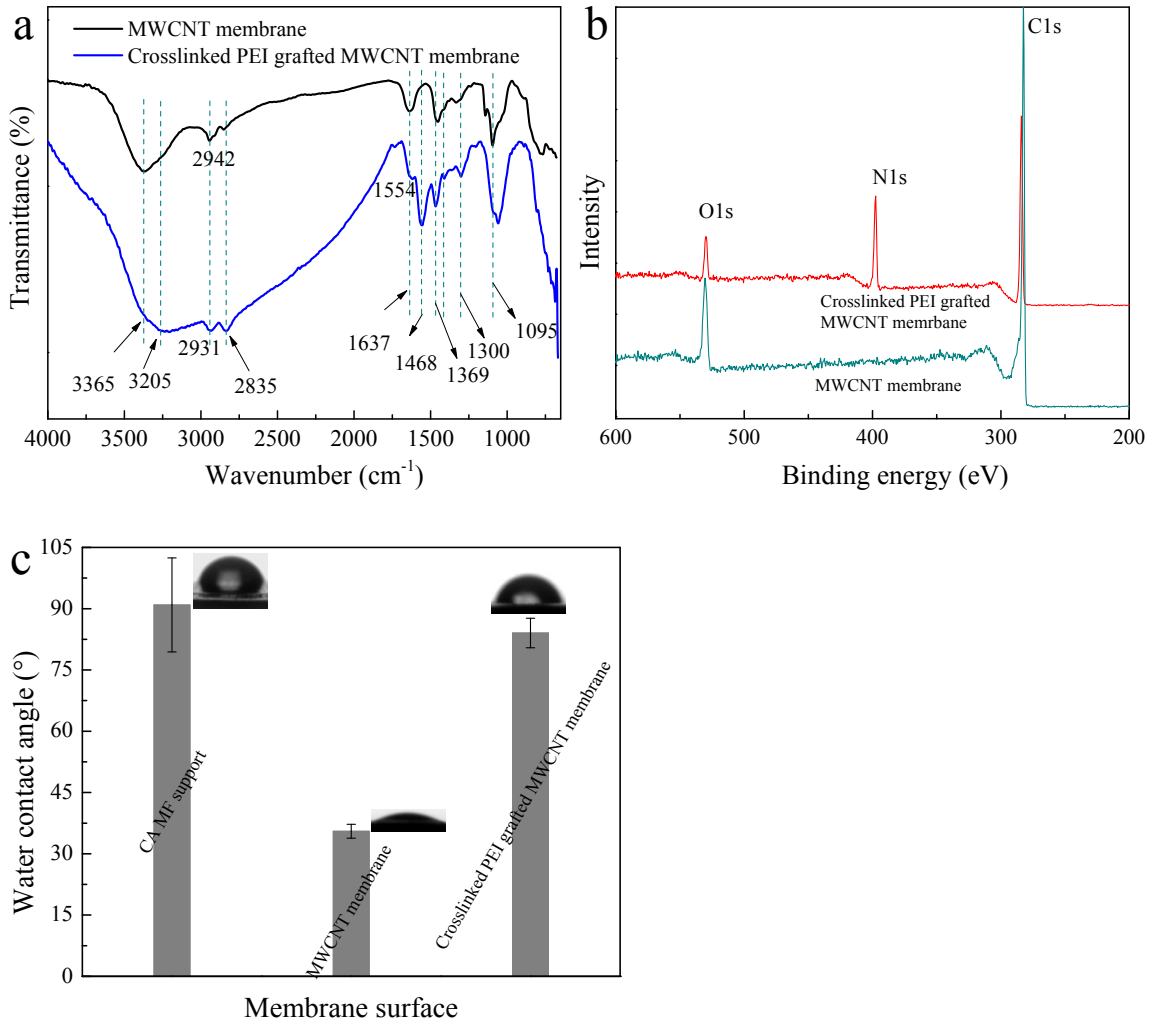 a
MWCNT membrane
Crosslinked PEI grafted MWCNT membrane
Transmittance (%)
2942
1554
2931
3365
3205
2835
1637
1468
1369
1300
1095
4000 3500 3000 2500 2000 1500 1000
Wavenumber (cm⁻¹)
b
C1s
N1s
O1s
Intensity
Crosslinked PEI grafted
MWCNT memrbane
MWCNT membrane
600 500 400 300 200
Binding energy (eV)
c
105
90
75
60
45
30
15
0
Water contact angle (°)
CA MF support
MWCNT membrane
Crosslinked PEI grafted MWCNT membrane
Membrane surface